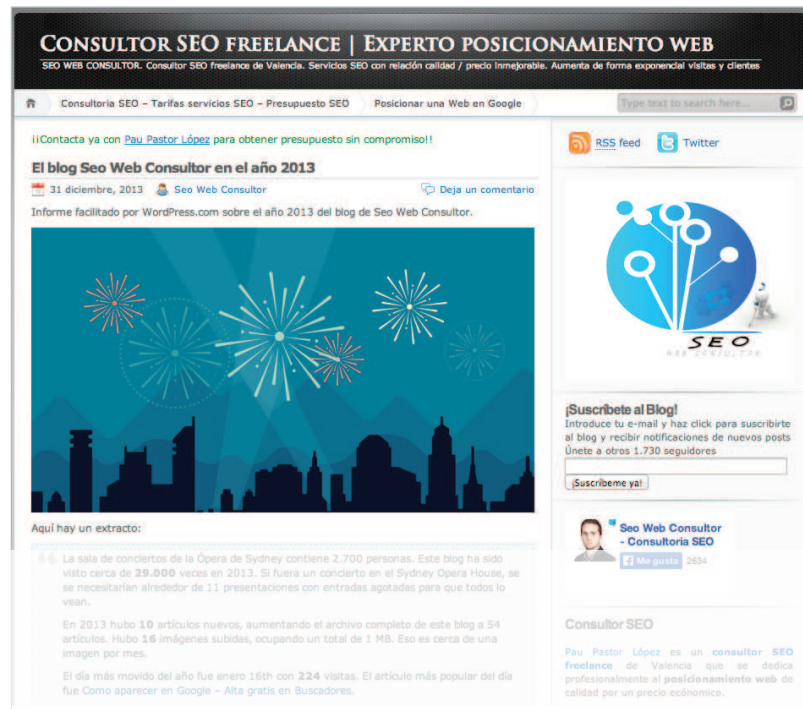 CONSULTOR SEO FREELANCE | EXPERTO POSICIONAMIENTO WEB
SEO WEB CONSULTOR. Consultor SEO freelance de Valencia. Servicios SEO con relación calidad / precio inmejorable. Aumenta de forma exponencial visitas y clientes
Consultoria SEO – Tarifas servicios SEO – Presupuesto SEO
Posicionar una Web en Google
Type text to search here...
¡¡Contacta ya con Pau Pastor López para obtener presupuesto sin compromiso!!
El blog Seo Web Consultor en el año 2013
31 diciembre, 2013
Seo Web Consultor
Deja un comentario
Informe facilitado por WordPress.com sobre el año 2013 del blog de Seo Web Consultor.
Aquí hay un extracto:
La sala de conciertos de la Ópera de Sydney contiene 2.700 personas. Este blog ha sido
visto cerca de 29.000 veces en 2013. Si fuera un concierto en el Sydney Opera House, se
se necesitarían alrededor de 11 presentaciones con entradas agotadas para que todos lo
vean.
En 2013 hubo 10 artículos nuevos, aumentando el archivo completo de este blog a 54
artículos. Hubo 16 imágenes subidas, ocupando un total de 1 MB. Eso es cerca de una
imagen por mes.
El día más movido del año fue enero 16th con 224 visitas. El artículo más popular del día
fue Como aparecer en Google – Alta gratis en Buscadores.
RSS feed
Twitter
SEO
WEB CONSULTOR
¡Suscríbete al Blog!
Introduce tu e-mail y haz click para suscribirte
al blog y recibir notificaciones de nuevos posts
Únete a otros 1.730 seguidores
¡Suscríbeme ya!
Seo Web Consultor
- Consultoria SEO
Me gusta 2634
Consultor SEO
Pau Pastor López es un consultor SEO
freelance de Valencia que se dedica
profesionalmente al posicionamiento web de
calidad por un precio ecónomico.